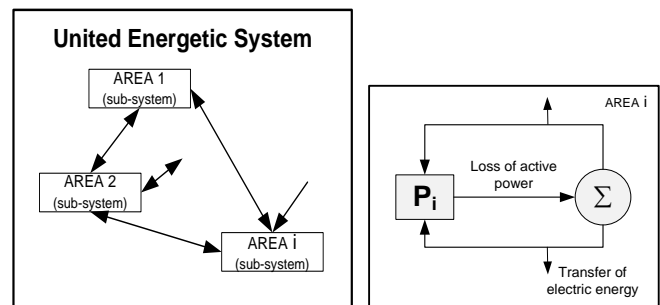 United Energetic System
AREA 1
(sub-system)
AREA 2
(sub-system)
AREA i
(sub-system)
AREA i
Loss of active
power
Pi
Σ
Transfer of
electric energy